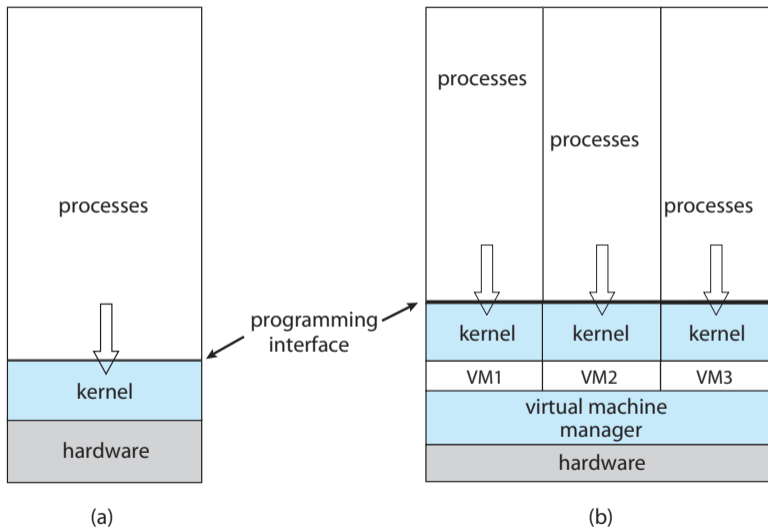 processes
kernel
hardware
(a)
programming
interface
processes
processes
processes
kernel
kernel
kernel
VM1
VM2
VM3
virtual machine
manager
hardware
(b)